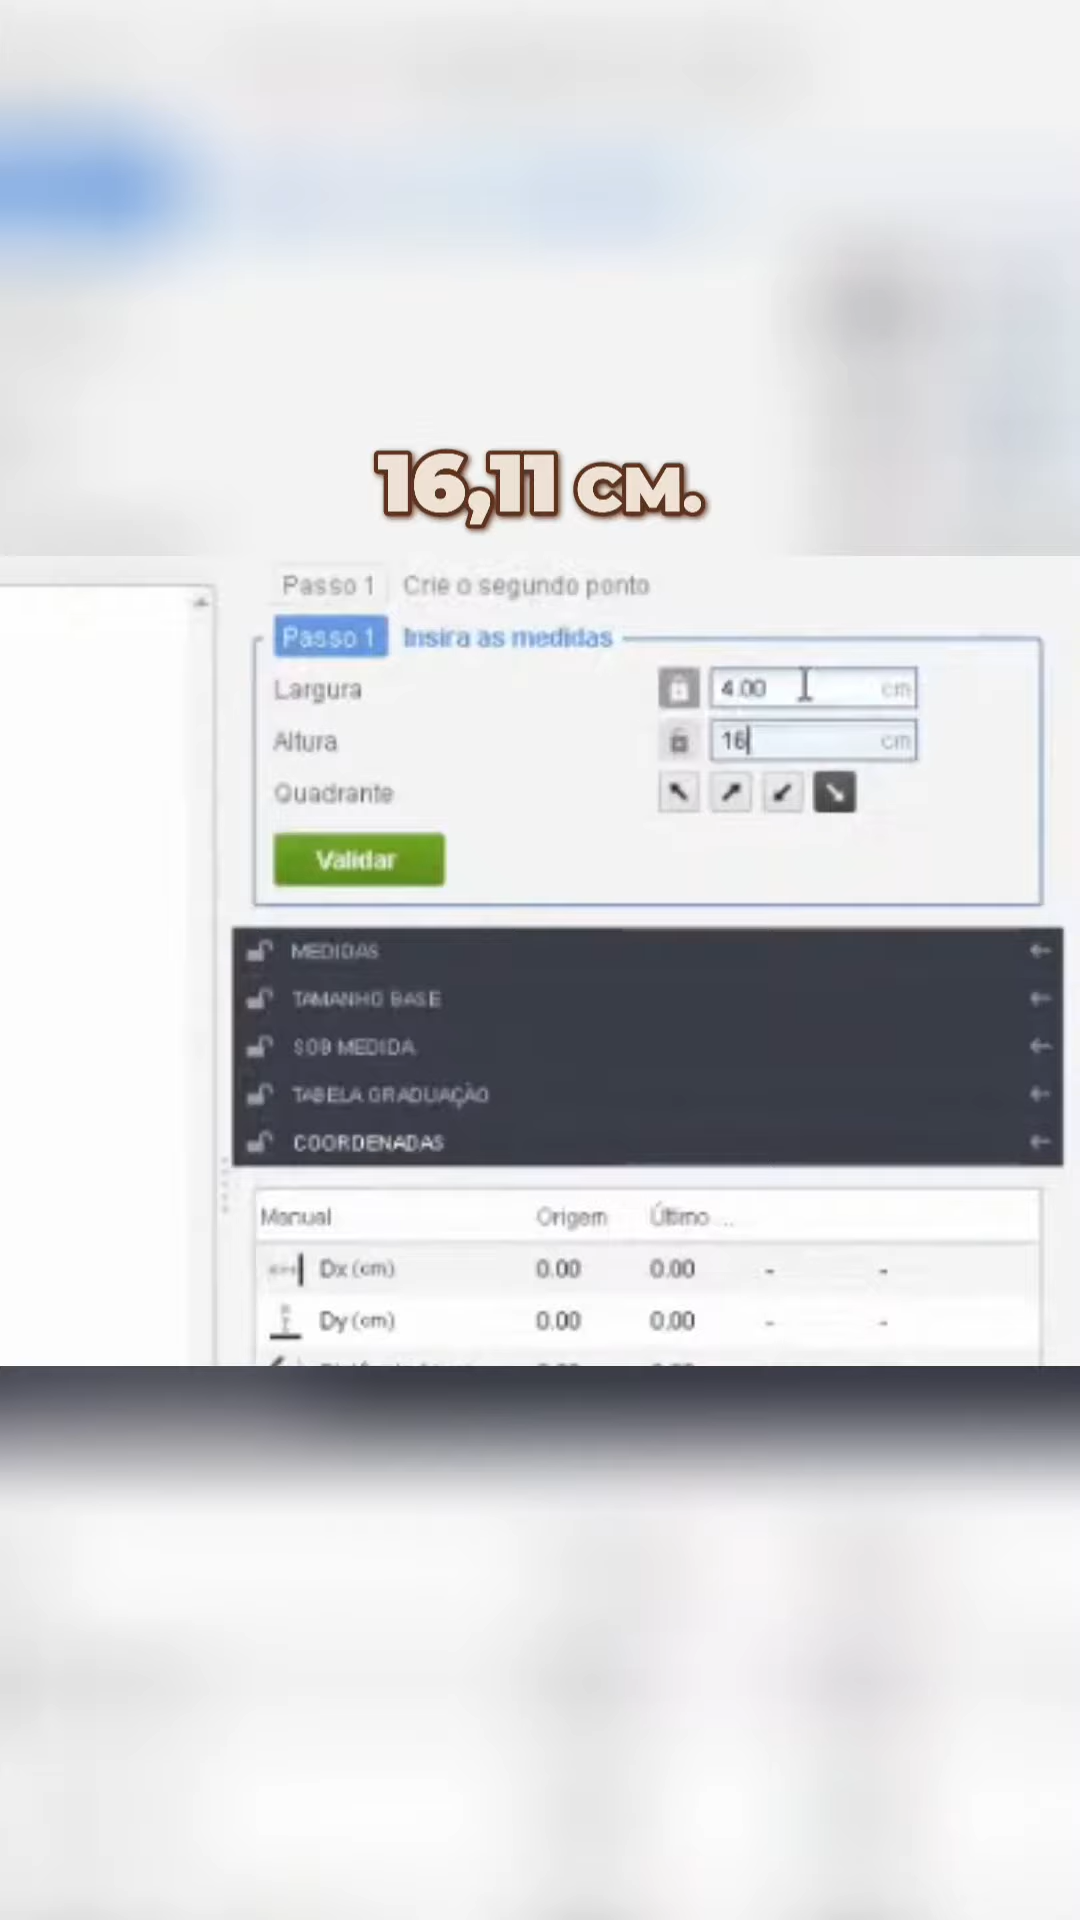 16,11 см.
Passo 1 Crie o segundo ponto
Passo 1 Insira as medidas
Largura 4.00 cm
Altura 16 cm
Quadrante
Validar
MEDIDAS
TAMANHO BASE
SOB MEDIDA
TABELA GRADUAÇÃO
COORDENADAS
Manual Origem Último ...
Dx (cm) 0.00 0.00 - -
Dy (cm) 0.00 0.00 - -